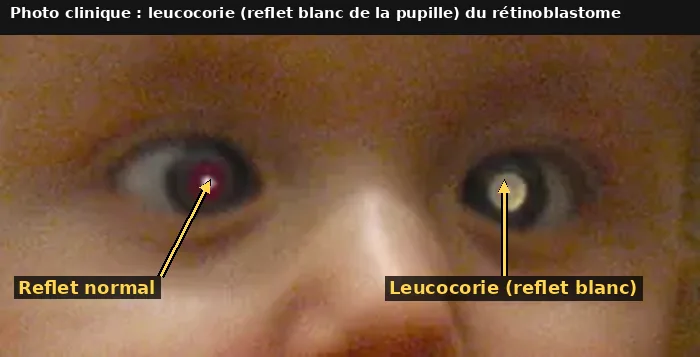 Photo clinique : leucocorie (reflet blanc de la pupille) du rétinoblastome
Reflet normal
Leucocorie (reflet blanc)